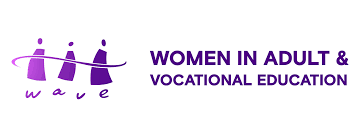 wave
WOMEN IN ADULT &
VOCATIONAL EDUCATION